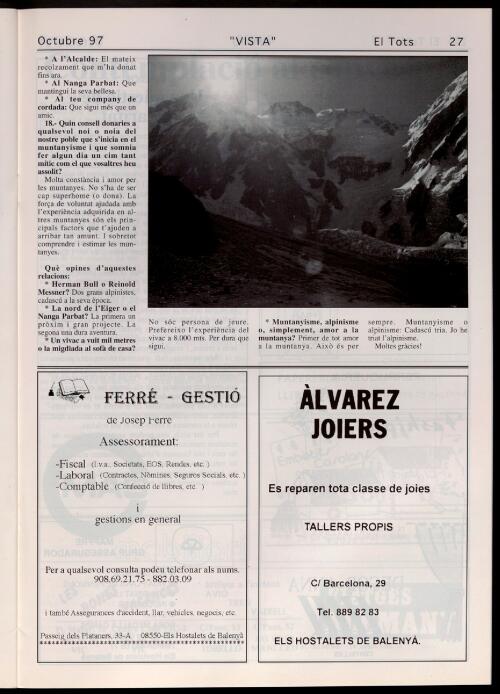 Octubre 97
"VISTA"
El Tots 27
* A l'Alcalde: El mateix
recolzament que m'ha donat
fins ara.
* Al Nanga Parbat: Que
mantingui la seva bellesa.
* Al teu company de
cordada: Que sigui més que un
amic.
18.- Quin consell donaries a
qualsevol noi o noia del
nostre poble que s'inicia en el
muntanyisme i que somnia
fer algun dia un cim tant
mític com el que vosaltres heu
assolit?
Molta constància i amor per
les muntanyes. No s'ha de ser
cap superhome (o dona). La
força de voluntat ajudada amb
l'experiència adquirida en al-
tres muntanyes són els prin-
cipals factors que t'ajuden a
arribar tan amunt. I sobretot
comprendre i estimar les mun-
tanyes.
Què opines d'aquestes
relacions:
* Herman Bull o Reinold
Messner? Dos grans alpinistes,
cadascú a la seva època.
* La nord de l'Eiger o el
Nanga Parbat? La primera un
pròxim i gran projecte. La
segona una dura aventura.
* Un vivac a vuit mil metres
o la migdiada al sofà de casa?
No sóc persona de jeure.
Prefereixo l'experiència del
vivac a 8.000 mts. Per dura que
sigui.
* Muntanyisme, alpinisme
o, simplement, amor a la
muntanya? Primer de tot amor
a la muntanya. Això és per
sempre. Muntanyisme o
alpinisme: Cadascú tria. Jo he
triat l'alpinisme.
Moltes gràcies!
FERRÉ - GESTIÓ
de Josep Ferre
Assessorament:
-Fiscal (I.v.a., Societats, EOS, Rendes, etc. )
-Laboral (Contractes, Nòmines, Seguros Socials, etc. )
-Comptable (Confecció de llibres, etc. )
i
gestions en general
Per a qualsevol consulta podeu telefonar als nums.
908.69.21.75 - 882.03.09
i també Assegurances d'accident, llar, vehicles, negocis, etc.
Passeig dels Plataners, 33-A 08550-Els Hostalets de Balenyà
ÀLVAREZ
JOIERS
Es reparen tota classe de joies
TALLERS PROPIS
C/ Barcelona, 29
Tel. 889 82 83
ELS HOSTALETS DE BALENYÀ.